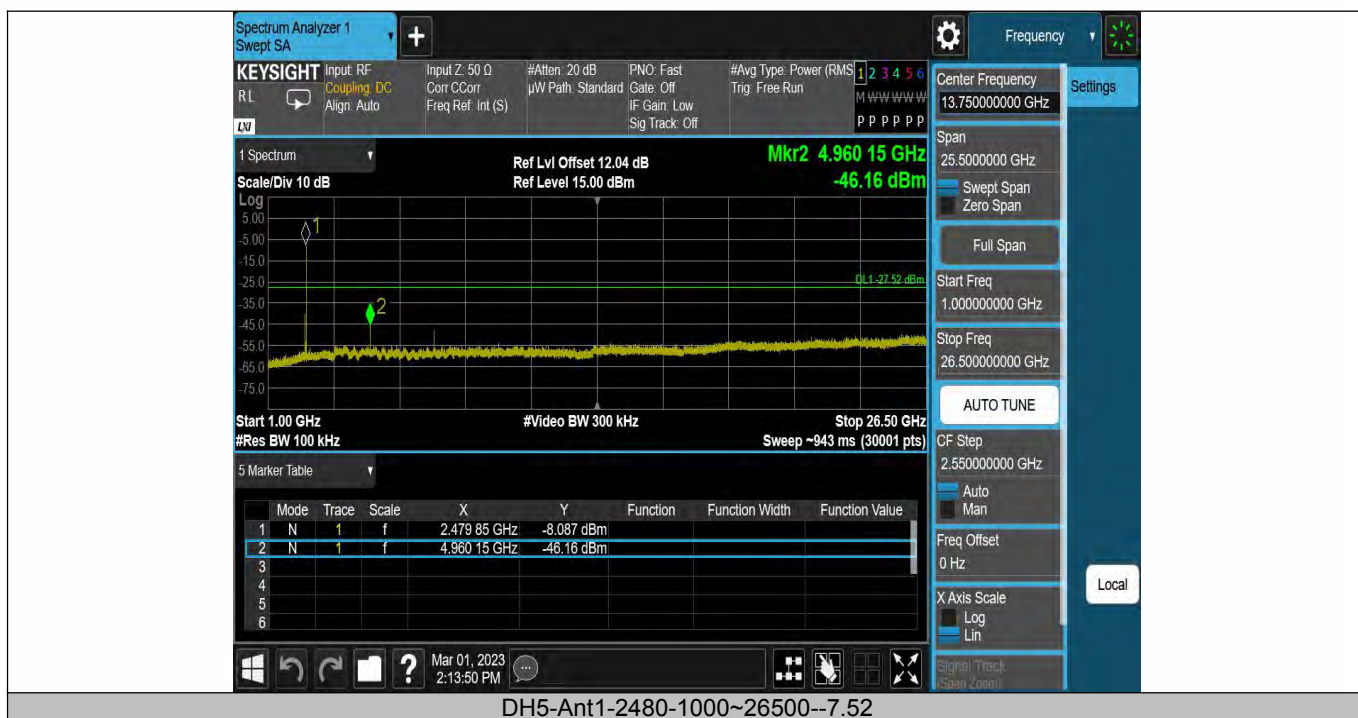 Spectrum Analyzer 1
Swept SA
+
Frequency
KEYSIGHT
R L
LXI
Input: RF
Coupling: DC
Align: Auto
Input Z: 50 Ω
Corr CCorr
Freq Ref: Int (S)
#Atten: 20 dB
µW Path: Standard
PNO: Fast
Gate: Off
IF Gain: Low
Sig Track: Off
#Avg Type: Power (RMS
Trig: Free Run
1 2 3 4 5 6
M W W W W W
P P P P P P
1 Spectrum
Scale/Div 10 dB
Ref Lvl Offset 12.04 dB
Ref Level 15.00 dBm
Mkr2 4.960 15 GHz
-46.16 dBm
Log
5.00
-5.00
-15.0
-25.0
-35.0
-45.0
-55.0
-65.0
-75.0
1
2
DL1 -27.52 dBm
Start 1.00 GHz
#Res BW 100 kHz
#Video BW 300 kHz
Stop 26.50 GHz
Sweep ~943 ms (30001 pts)
5 Marker Table
Mode Trace Scale X Y Function Function Width Function Value
1 N 1 f 2.479 85 GHz -8.087 dBm
2 N 1 f 4.960 15 GHz -46.16 dBm
3
4
5
6
Center Frequency
13.750000000 GHz
Settings
Span
25.5000000 GHz
Swept Span
Zero Span
Full Span
Start Freq
1.000000000 GHz
Stop Freq
26.500000000 GHz
AUTO TUNE
CF Step
2.550000000 GHz
Auto
Man
Freq Offset
0 Hz
Local
X Axis Scale
Log
Lin
Signal Track
(Span Zoom)
?
Mar 01, 2023
2:13:50 PM
DH5-Ant1-2480-1000~26500--7.52